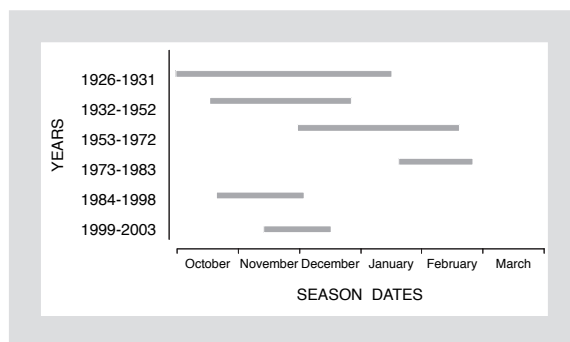 YEARS
1926-1931
1932-1952
1953-1972
1973-1983
1984-1998
1999-2003
October November December January February March
SEASON DATES